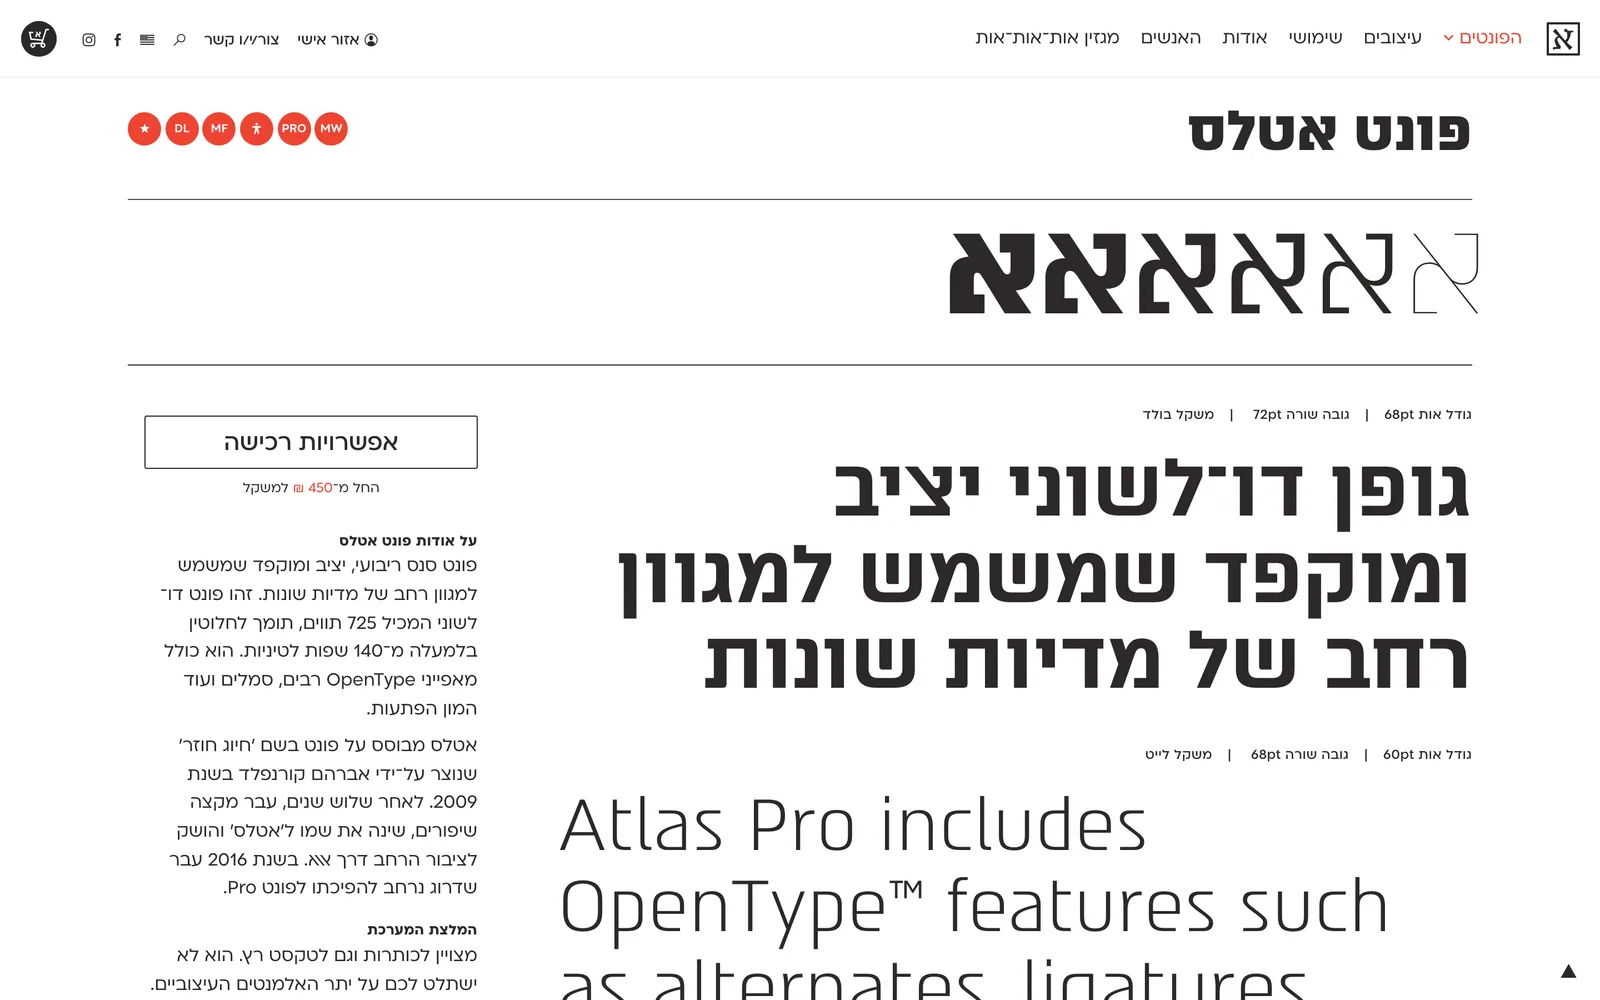 א
הפונטים
עיצובים
שימושי
אודות
האנשים
מגזין אות־אות־אות
אזור אישי
צור/י/ו קשר
פונט אטלס
MW
PRO
MF
DL
אאאאאא
גודל אות 68pt | גובה שורה 72pt | משקל בולד
גופן דו־לשוני יציב
ומוקפד שמשמש למגוון
רחב של מדיות שונות
גודל אות 60pt | גובה שורה 68pt | משקל לייט
Atlas Pro includes
OpenType™ features such
as alternates, ligatures,
אפשרויות רכישה
החל מ־450 ₪ למשקל
על אודות פונט אטלס
פונט סנס ריבועי, יציב ומוקפד שמשמש
למגוון רחב של מדיות שונות. זהו פונט דו־
לשוני המכיל 725 תווים, תומך לחלוטין
בלמעלה מ־140 שפות לטיניות. הוא כולל
מאפייני OpenType רבים, סמלים ועוד
המון הפתעות.
אטלס מבוסס על פונט בשם 'חיוג חוזר'
שנוצר על־ידי אברהם קורנפלד בשנת
2009. לאחר שלוש שנים, עבר מקצה
שיפורים, שינה את שמו ל'אטלס' והושק
לציבור הרחב דרך אאא. בשנת 2016 עבר
שדרוג נרחב להפיכתו לפונט Pro.
המלצת המערכת
מצויין לכותרות וגם לטקסט רץ. הוא לא
ישתלט לכם על יתר האלמנטים העיצוביים.